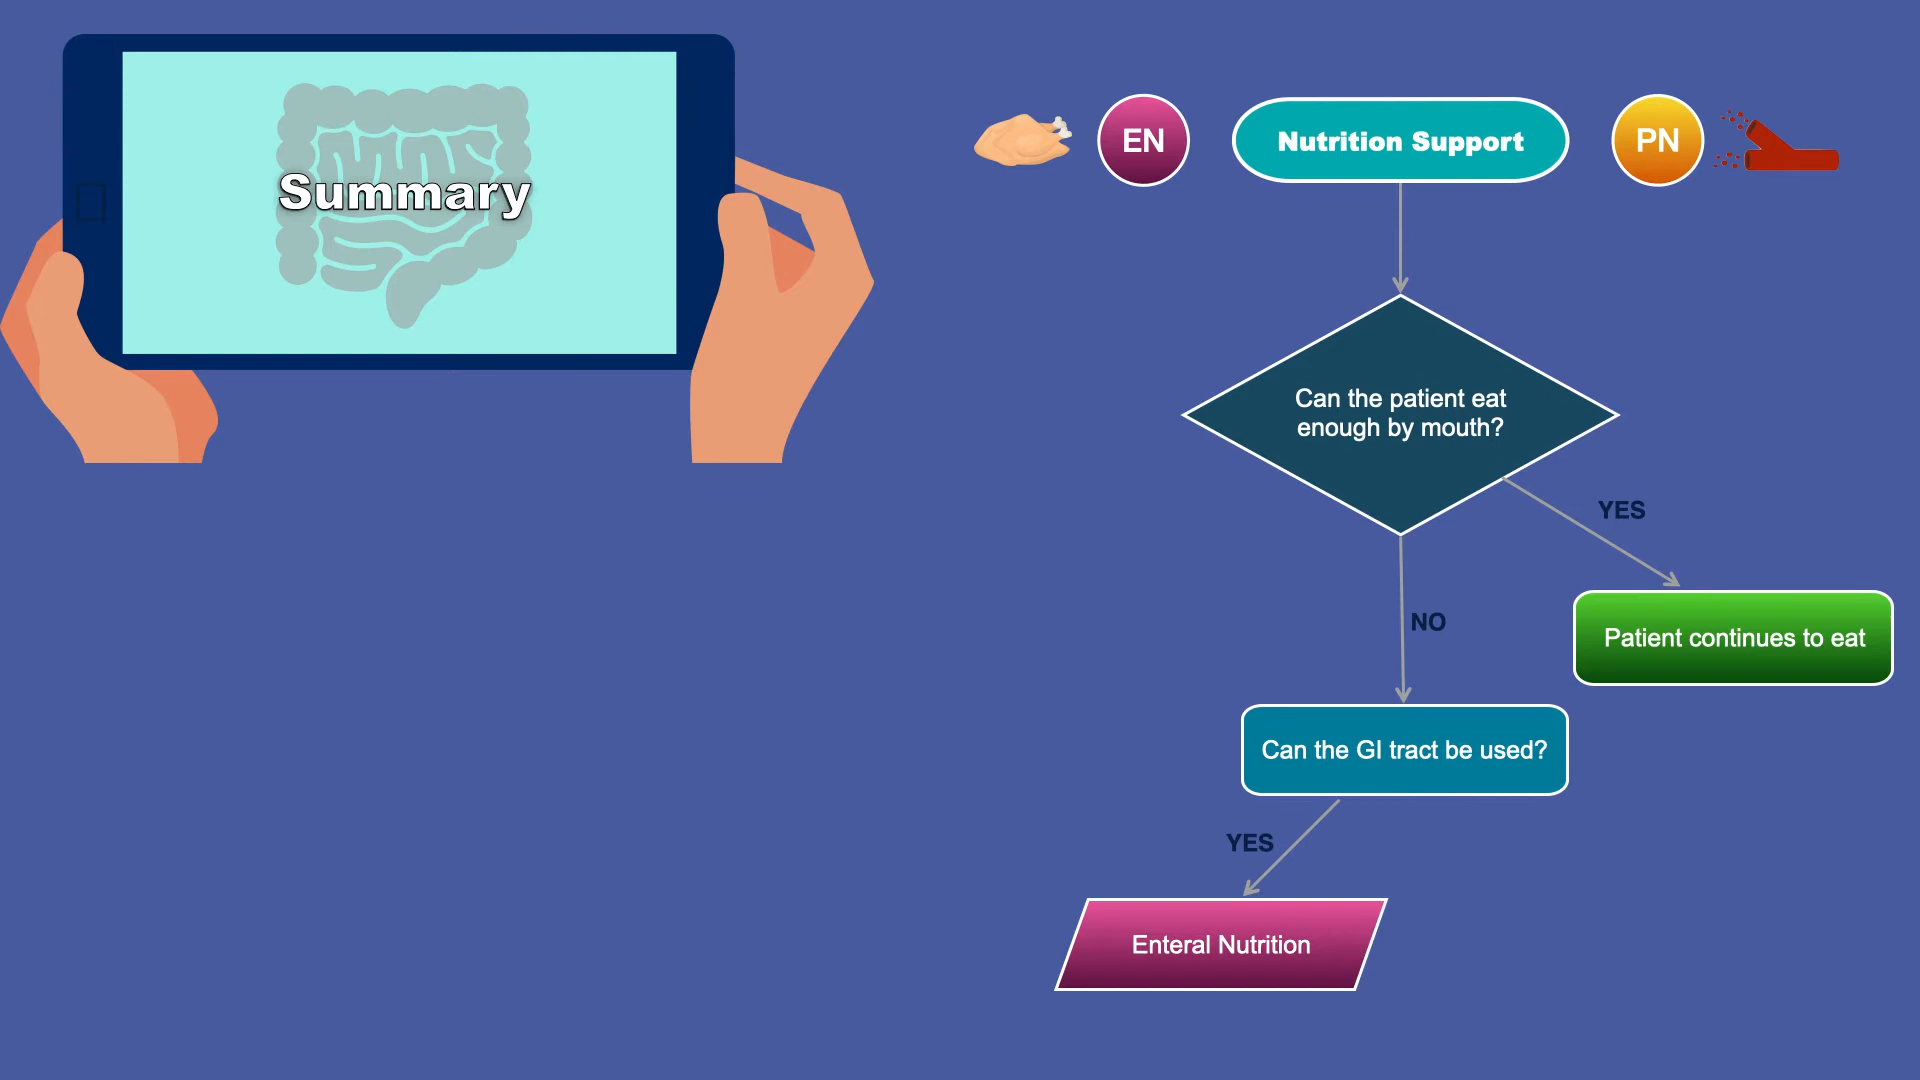 Summary
EN
Nutrition Support
PN
Can the patient eat
enough by mouth?
YES
NO
Patient continues to eat
Can the GI tract be used?
YES
Enteral Nutrition